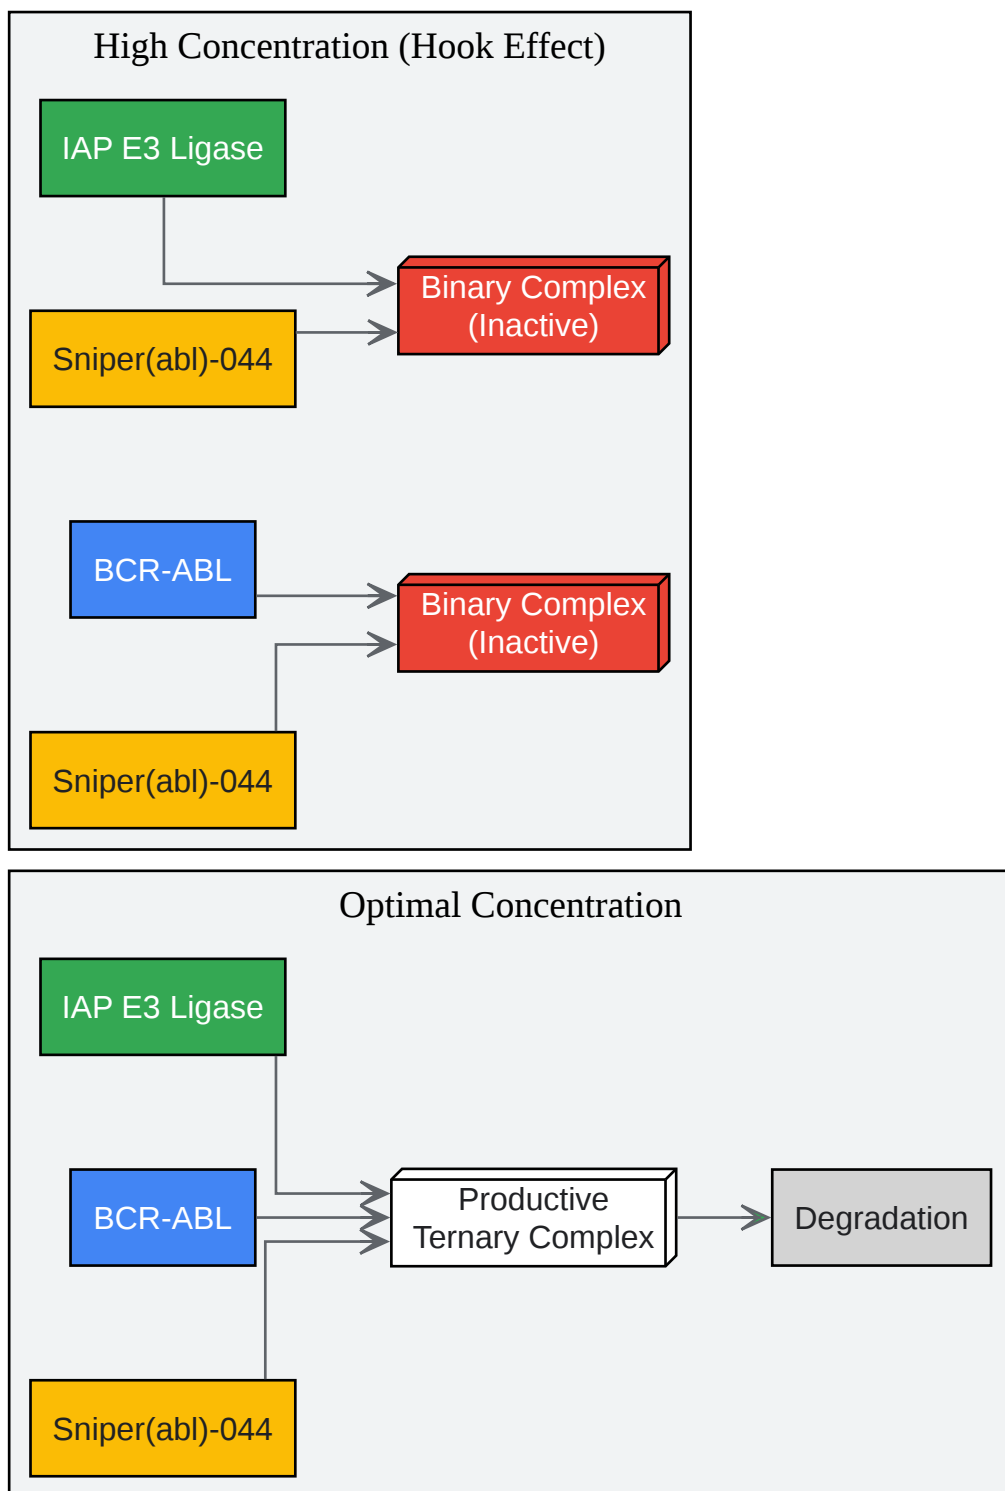 High Concentration (Hook Effect)
IAP E3 Ligase
Binary Complex
(Inactive)
Sniper(abl)-044
BCR-ABL
Binary Complex
(Inactive)
Sniper(abl)-044
Optimal Concentration
IAP E3 Ligase
BCR-ABL
Productive
Ternary Complex
Degradation
Sniper(abl)-044